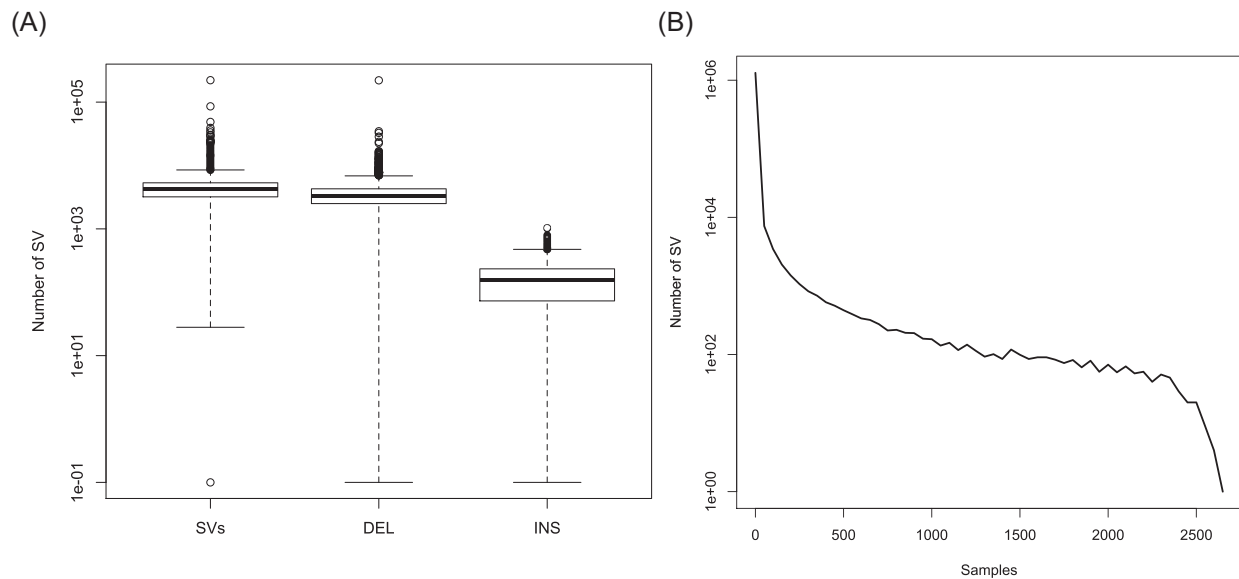 (A)
Number of SV
1e+05
1e+03
1e+01
1e-01
SVs DEL INS
(B)
Number of SV
1e+06
1e+04
1e+02
1e+00
0 500 1000 1500 2000 2500
Samples